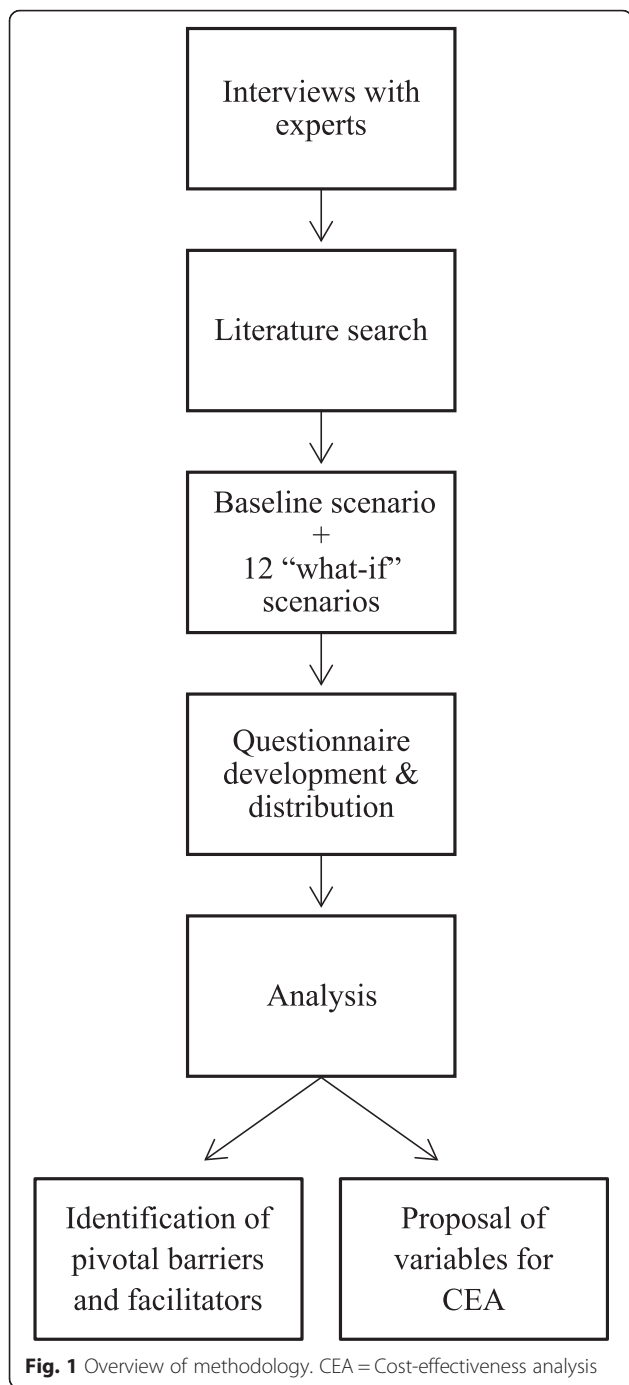 Interviews with
experts
Literature search
Baseline scenario
+
12 “what-if”
scenarios
Questionnaire
development &
distribution
Analysis
Identification of
pivotal barriers
and facilitators
Proposal of
variables for
CEA
Fig. 1 Overview of methodology. CEA = Cost-effectiveness analysis